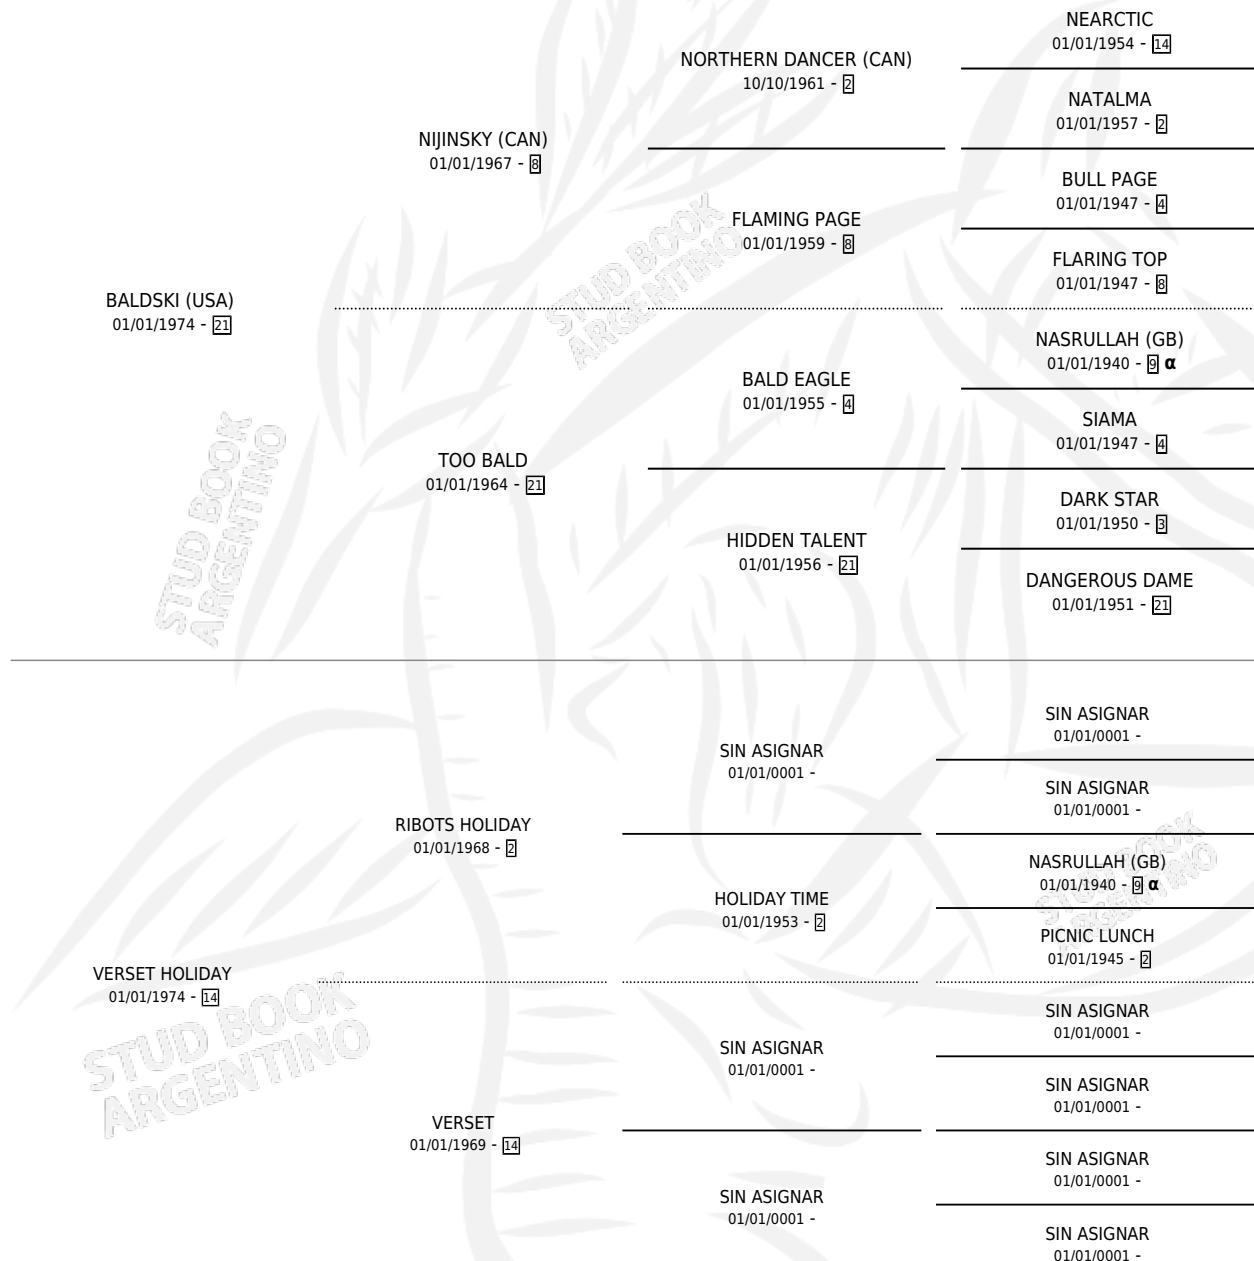 NEARCTIC
01/01/1954 - 14
NORTHERN DANCER (CAN)
10/10/1961 - 2
NATALMA
01/01/1957 - 2
NIJINSKY (CAN)
01/01/1967 - 8
BULL PAGE
01/01/1947 - 4
FLAMING PAGE
01/01/1959 - 8
FLARING TOP
01/01/1947 - 8
BALDSKI (USA)
01/01/1974 - 21
NASRULLAH (GB)
01/01/1940 - 9 α
BALD EAGLE
01/01/1955 - 4
SIAMA
01/01/1947 - 4
TOO BALD
01/01/1964 - 21
DARK STAR
01/01/1950 - 3
HIDDEN TALENT
01/01/1956 - 21
DANGEROUS DAME
01/01/1951 - 21
STUD BOOK
ARGENTINO
STUD BOOK
ARGENTINO
SIN ASIGNAR
01/01/0001 -
SIN ASIGNAR
01/01/0001 -
SIN ASIGNAR
01/01/0001 -
RIBOTS HOLIDAY
01/01/1968 - 2
NASRULLAH (GB)
01/01/1940 - 9 α
HOLIDAY TIME
01/01/1953 - 2
PICNIC LUNCH
01/01/1945 - 2
STUD BOOK
ARGENTINO
VERSET HOLIDAY
01/01/1974 - 14
SIN ASIGNAR
01/01/0001 -
SIN ASIGNAR
01/01/0001 -
SIN ASIGNAR
01/01/0001 -
VERSET
01/01/1969 - 14
SIN ASIGNAR
01/01/0001 -
SIN ASIGNAR
01/01/0001 -
SIN ASIGNAR
01/01/0001 -
STUD BOOK
ARGENTINO